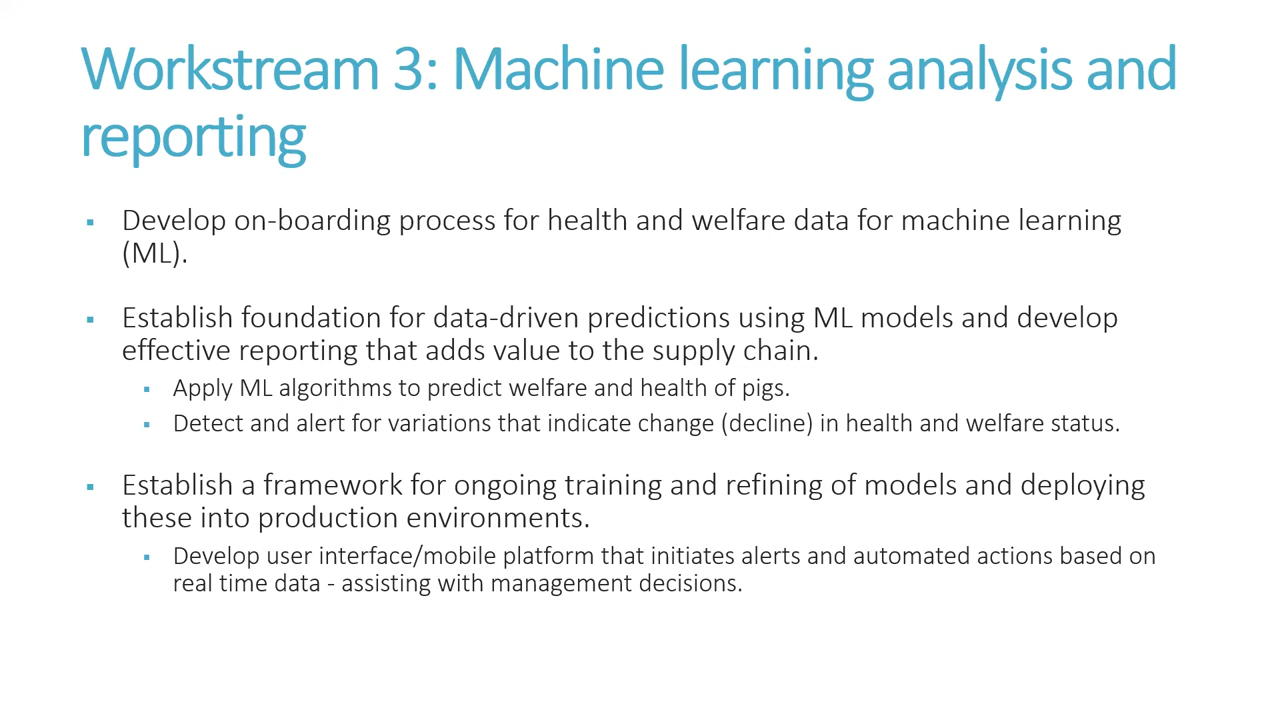 Workstream 3: Machine learning analysis and
reporting
▪ Develop on-boarding process for health and welfare data for machine learning
(ML).
▪ Establish foundation for data-driven predictions using ML models and develop
effective reporting that adds value to the supply chain.
▪ Apply ML algorithms to predict welfare and health of pigs.
▪ Detect and alert for variations that indicate change (decline) in health and welfare status.
▪ Establish a framework for ongoing training and refining of models and deploying
these into production environments.
▪ Develop user interface/mobile platform that initiates alerts and automated actions based on
real time data - assisting with management decisions.